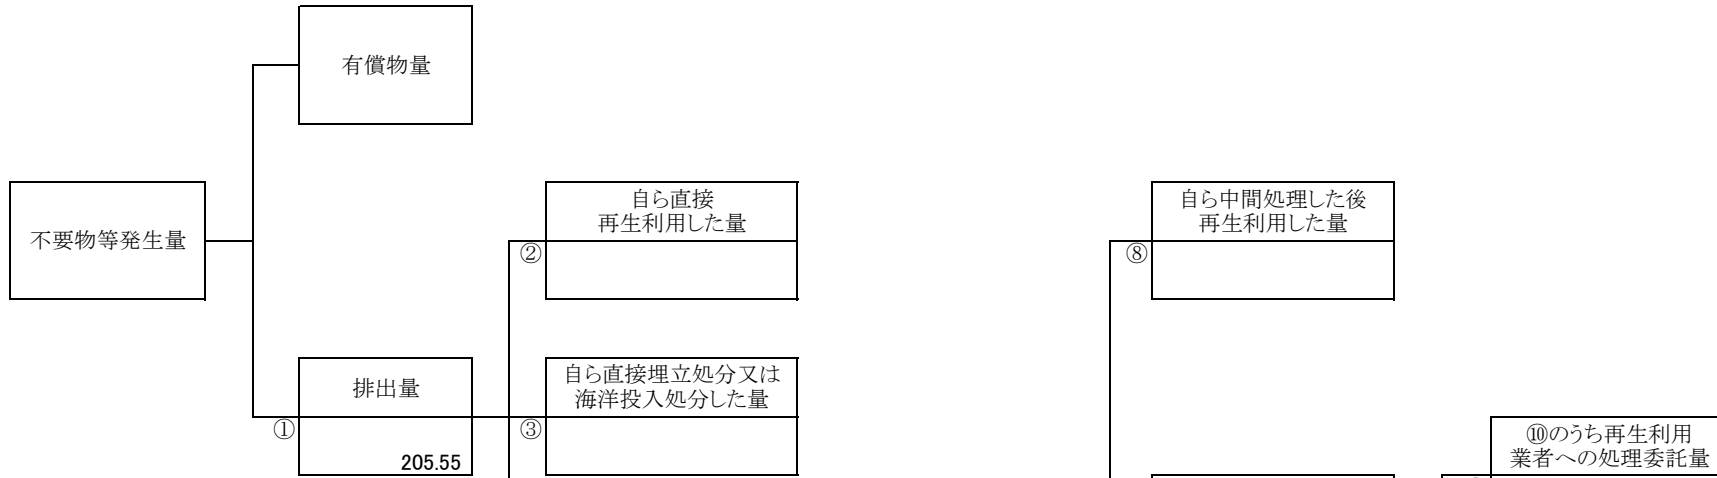 有償物量
不要物等発生量
自ら直接
再生利用した量
②
自ら中間処理した後
再生利用した量
⑧
排出量
①
205.55
自ら直接埋立処分又は
海洋投入処分した量
③
⑩のうち再生利用
業者への処理委託量